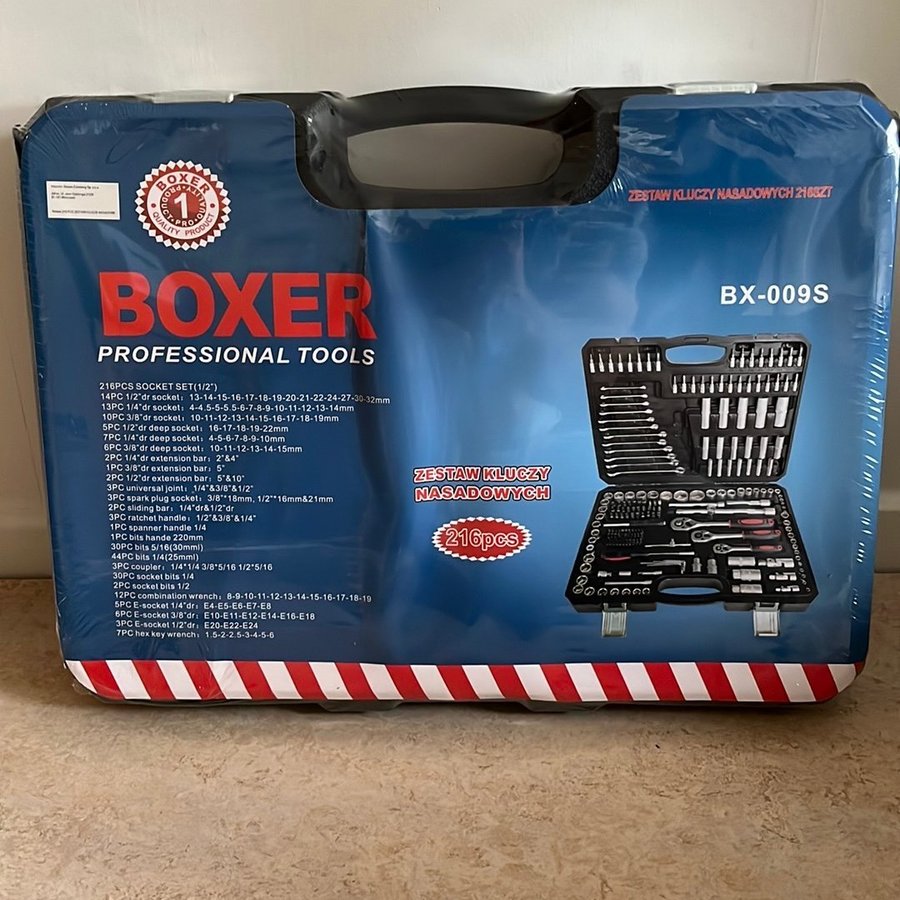 BOXER
1
QUALITY PRODUCT
BOXER
PROFESSIONAL TOOLS
216PCS SOCKET SET(1/2")
14PC 1/2"dr socket: 13-14-15-16-17-18-19-20-21-22-24-27-30-32mm
13PC 1/4"dr socket: 4-4.5-5-5.5-6-7-8-9-10-11-12-13-14mm
10PC 3/8"dr socket: 10-11-12-13-14-15-16-17-18-19mm
5PC 1/2"dr deep socket: 16-17-18-19-22mm
7PC 1/4"dr deep socket: 4-5-6-7-8-9-10mm
6PC 3/8"dr deep socket: 10-11-12-13-14-15mm
2PC 1/4"dr extension bar: 2"&4"
1PC 3/8"dr extension bar: 5"
2PC 1/2"dr extension bar: 5"&10"
3PC universal joint: 1/4"&3/8"&1/2"
3PC spark plug socket: 3/8"*18mm, 1/2"*16mm&21mm
2PC sliding bar: 1/4"dr&1/2"dr
3PC ratchet handle: 1/2"&3/8"&1/4"
1PC spanner handle 1/4
1PC bits hande 220mm
30PC bits 5/16(30mm)
44PC bits 1/4(25mm)
3PC coupler: 1/4*1/4 3/8*5/16 1/2*5/16
30PC socket bits 1/4
2PC socket bits 1/2
12PC combination wrench: 8-9-10-11-12-13-14-15-16-17-18-19
5PC E-socket 1/4"dr: E4-E5-E6-E7-E8
6PC E-socket 3/8"dr: E10-E11-E12-E14-E16-E18
3PC E-socket 1/2"dr: E20-E22-E24
7PC hex key wrench: 1.5-2-2.5-3-4-5-6
ZESTAW KLUCZY NASADOWYCH 216SZT
BX-009S
ZESTAW KLUCZY
NASADOWYCH
216pcs